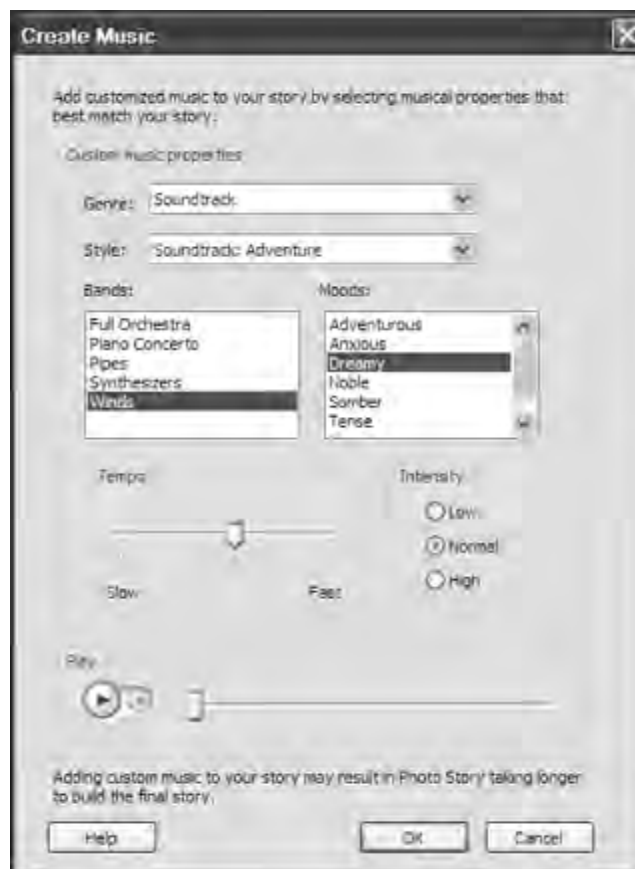 Create Music
Add customized music to your story by selecting musical properties that
best match your story.
Custom music properties
Genre: Soundtrack
Style: Soundtrack: Adventure
Bands: Moods:
Full Orchestra Adventurous
Piano Concerto Anxious
Pipes Dreamy
Synthesizers Noble
Winds Somber
Tense
Tempo Intensity
Low
Normal
High
Slow Fast
Play
Adding custom music to your story may result in Photo Story taking longer
to build the final story.
Help OK Cancel